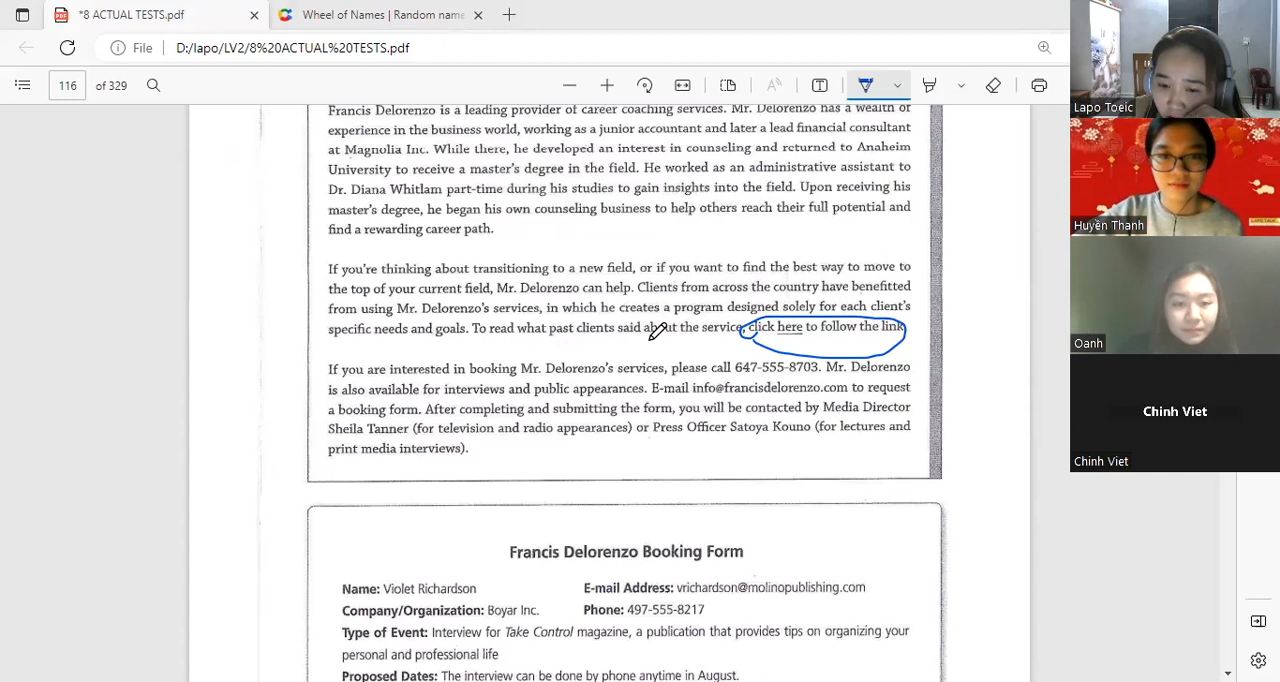 *8 ACTUAL TESTS.pdf
Wheel of Names | Random name
File
D:/lapo/LV2/8%20ACTUAL%20TESTS.pdf
116 of 329
Francis Delorenzo is a leading provider of career coaching services. Mr. Delorenzo has a wealth of
experience in the business world, working as a junior accountant and later a lead financial consultant
at Magnolia Inc. While there, he developed an interest in counseling and returned to Anaheim
University to receive a master's degree in the field. He worked as an administrative assistant to
Dr. Diana Whitlam part-time during his studies to gain insights into the field. Upon receiving his
master's degree, he began his own counseling business to help others reach their full potential and
find a rewarding career path.
If you're thinking about transitioning to a new field, or if you want to find the best way to move to
the top of your current field, Mr. Delorenzo can help. Clients from across the country have benefitted
from using Mr. Delorenzo's services, in which he creates a program designed solely for each client's
specific needs and goals. To read what past clients said about the service, click here to follow the link.
If you are interested in booking Mr. Delorenzo's services, please call 647-555-8703. Mr. Delorenzo
is also available for interviews and public appearances. E-mail info@francisdelorenzo.com to request
a booking form. After completing and submitting the form, you will be contacted by Media Director
Sheila Tanner (for television and radio appearances) or Press Officer Satoya Kouno (for lectures and
print media interviews).
Francis Delorenzo Booking Form
Name: Violet Richardson
E-mail Address: vrichardson@molinopublishing.com
Company/Organization: Boyar Inc.
Phone: 497-555-8217
Type of Event: Interview for Take Control magazine, a publication that provides tips on organizing your
personal and professional life
Proposed Dates: The interview can be done by phone anytime in August.
Lapo Toeic
Huyền Thanh
Oanh
Chinh Viet
Chinh Viet